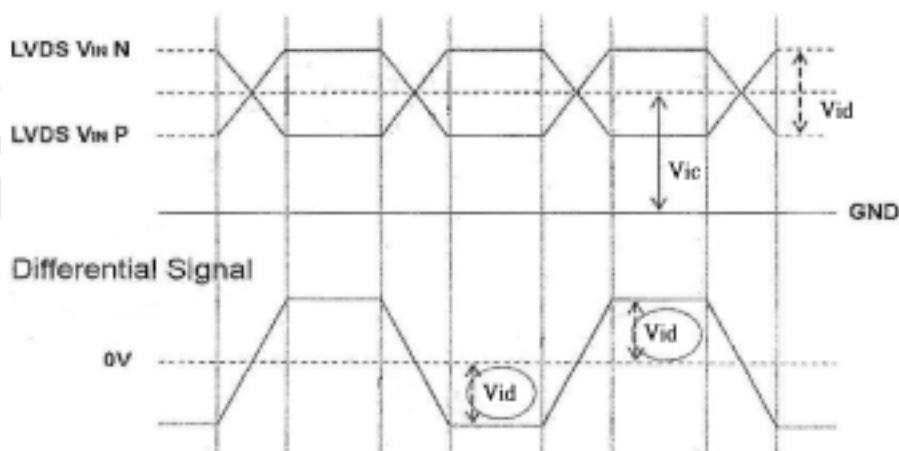 LVDS VIN N
Vid
LVDS VIN P
Vic
GND
Differential Signal
Vid
0V
Vid